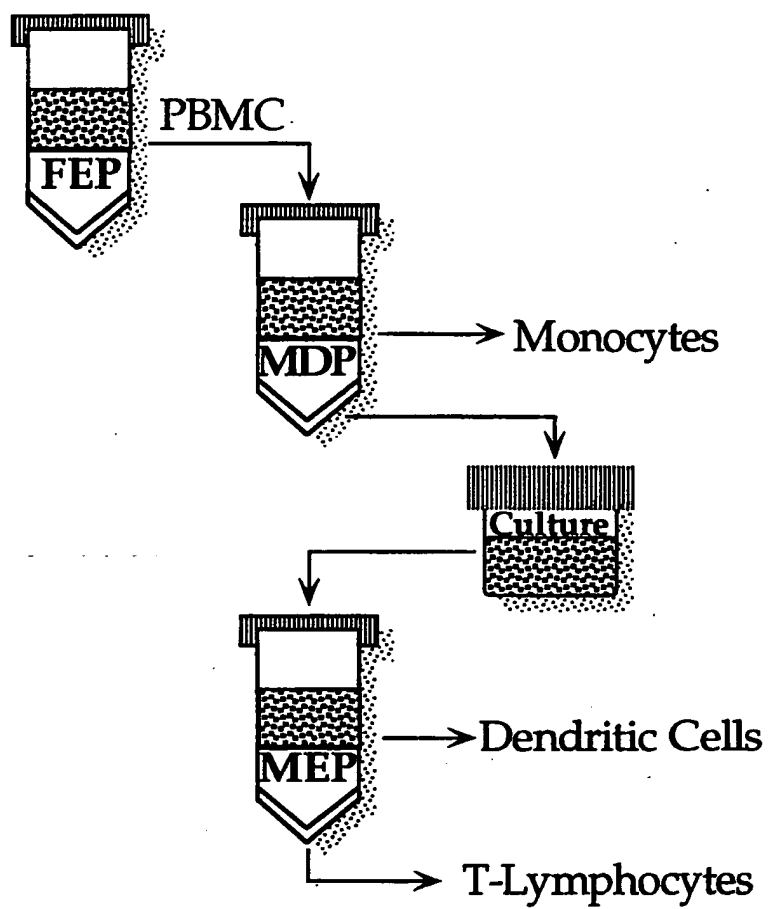 PBMC
FEP
MDP
Monocytes
Culture
MEP
Dendritic Cells
T-Lymphocytes